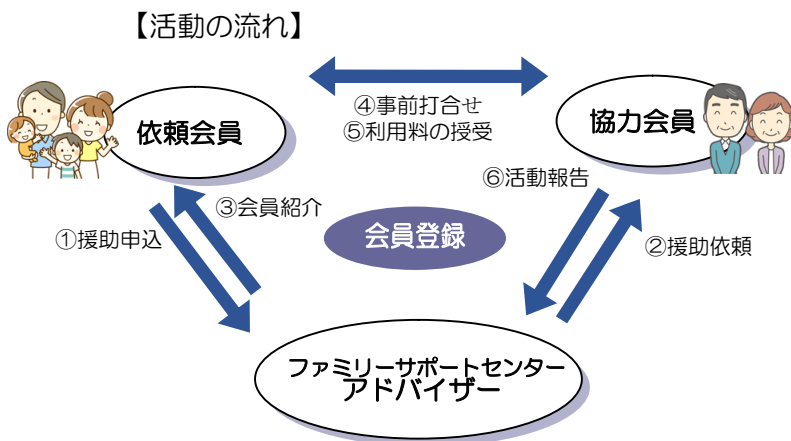 【活動の流れ】
依頼会員
④事前打合せ
⑤利用料の授受
協力会員
⑥活動報告
③会員紹介
①援助申込
会員登録
②援助依頼
ファミリーサポートセンター
アドバイザー